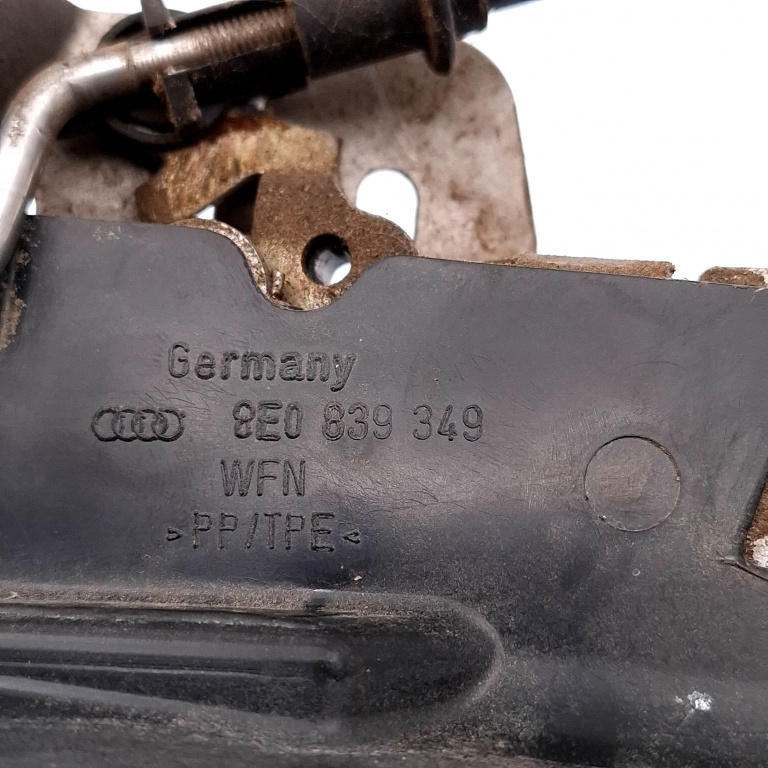 Germany
8E0 839 349
WFN
>PP/TPE<